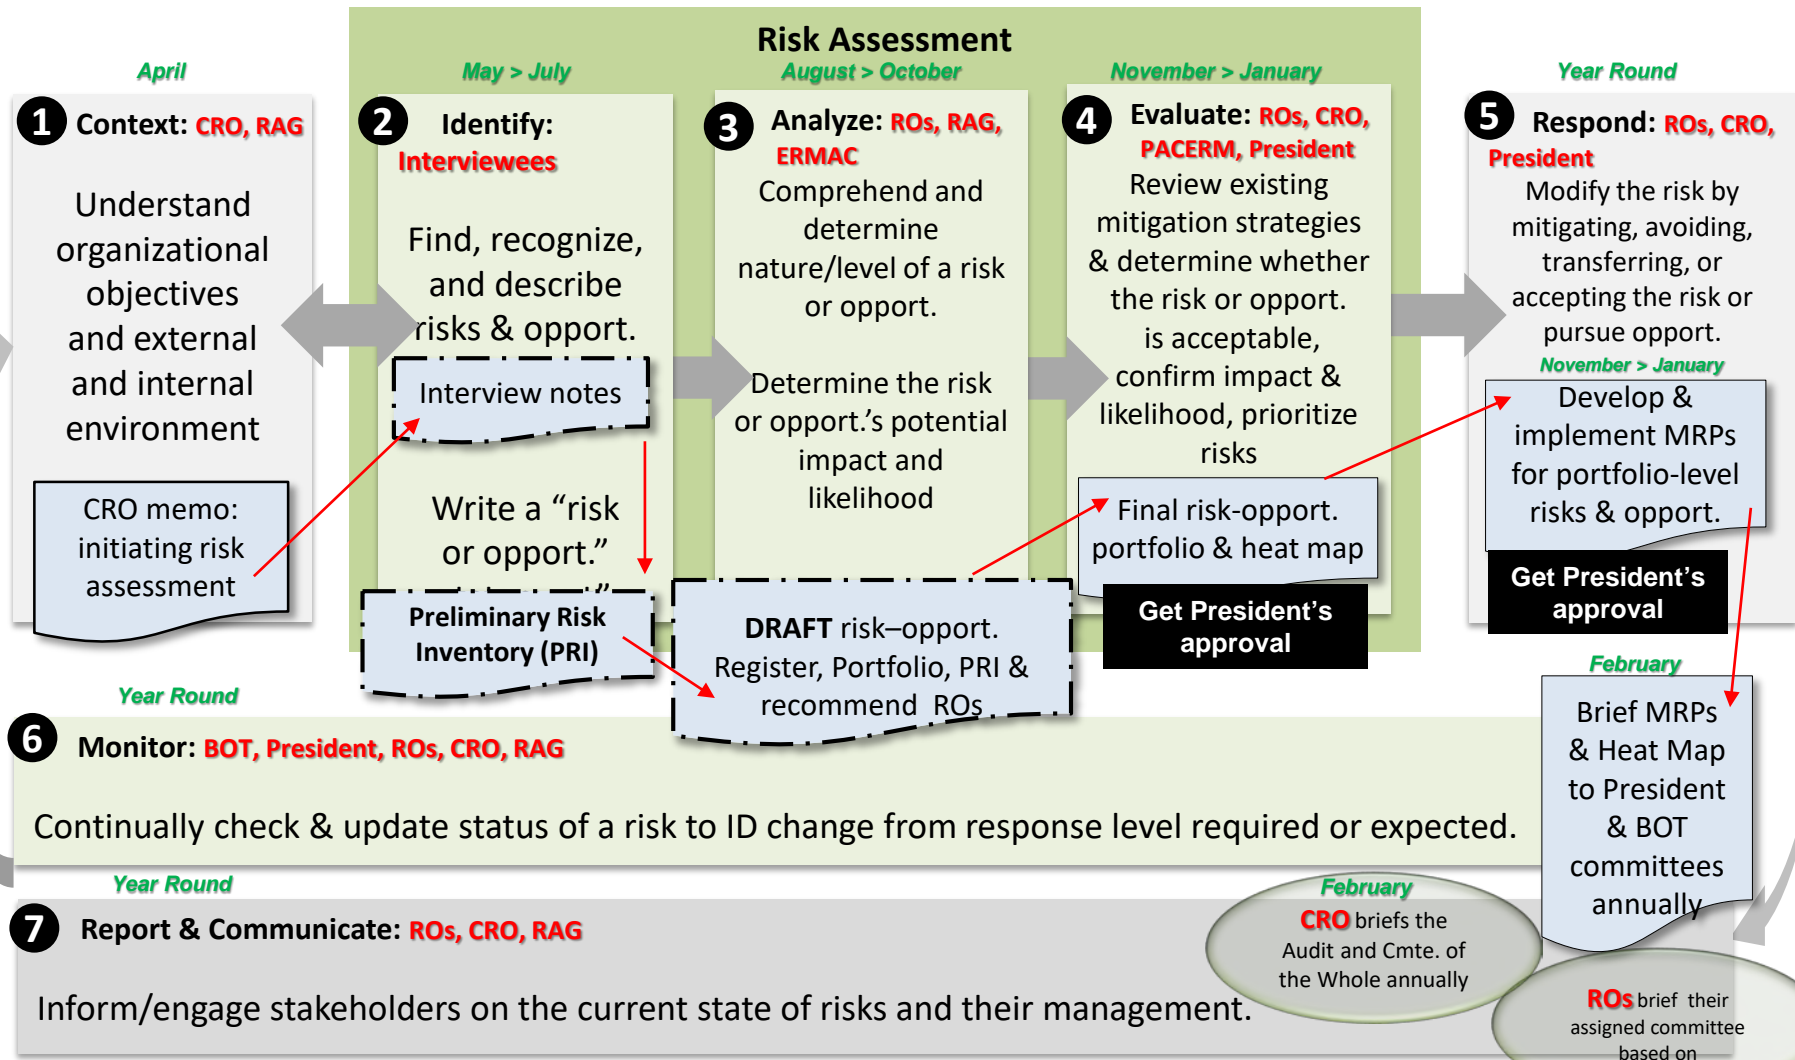 Risk Assessment
April
May > July
August > October
November > January
Year Round
1 Context: CRO, RAG
Understand
organizational
objectives
and external
and internal
environment
CRO memo:
initiating risk
assessment
2 Identify:
Interviewees
Find, recognize,
and describe
risks & opport.
Interview notes
Write a “risk
or opport.”
Preliminary Risk
Inventory (PRI)
3 Analyze: ROs, RAG,
ERMAC
Comprehend and
determine
nature/level of a risk
or opport.
Determine the risk
or opport.’s potential
impact and
likelihood
DRAFT risk–opport.
Register, Portfolio, PRI &
recommend ROs
4 Evaluate: ROs, CRO,
PACERM, President
Review existing
mitigation strategies
& determine whether
the risk or opport.
is acceptable,
confirm impact &
likelihood, prioritize
risks
Final risk-opport.
portfolio & heat map
Get President’s
approval
5 Respond: ROs, CRO,
President
Modify the risk by
mitigating, avoiding,
transferring, or
accepting the risk or
pursue opport.
November > January
Develop &
implement MRPs
for portfolio-level
risks & opport.
Get President’s
approval
February
Brief MRPs
& Heat Map
to President
& BOT
committees
annually
Year Round
6 Monitor: BOT, President, ROs, CRO, RAG
Continually check & update status of a risk to ID change from response level required or expected.
Year Round
7 Report & Communicate: ROs, CRO, RAG
Inform/engage stakeholders on the current state of risks and their management.
February
CRO briefs the
Audit and Cmte. of
the Whole annually
ROs brief their
assigned committee
based on